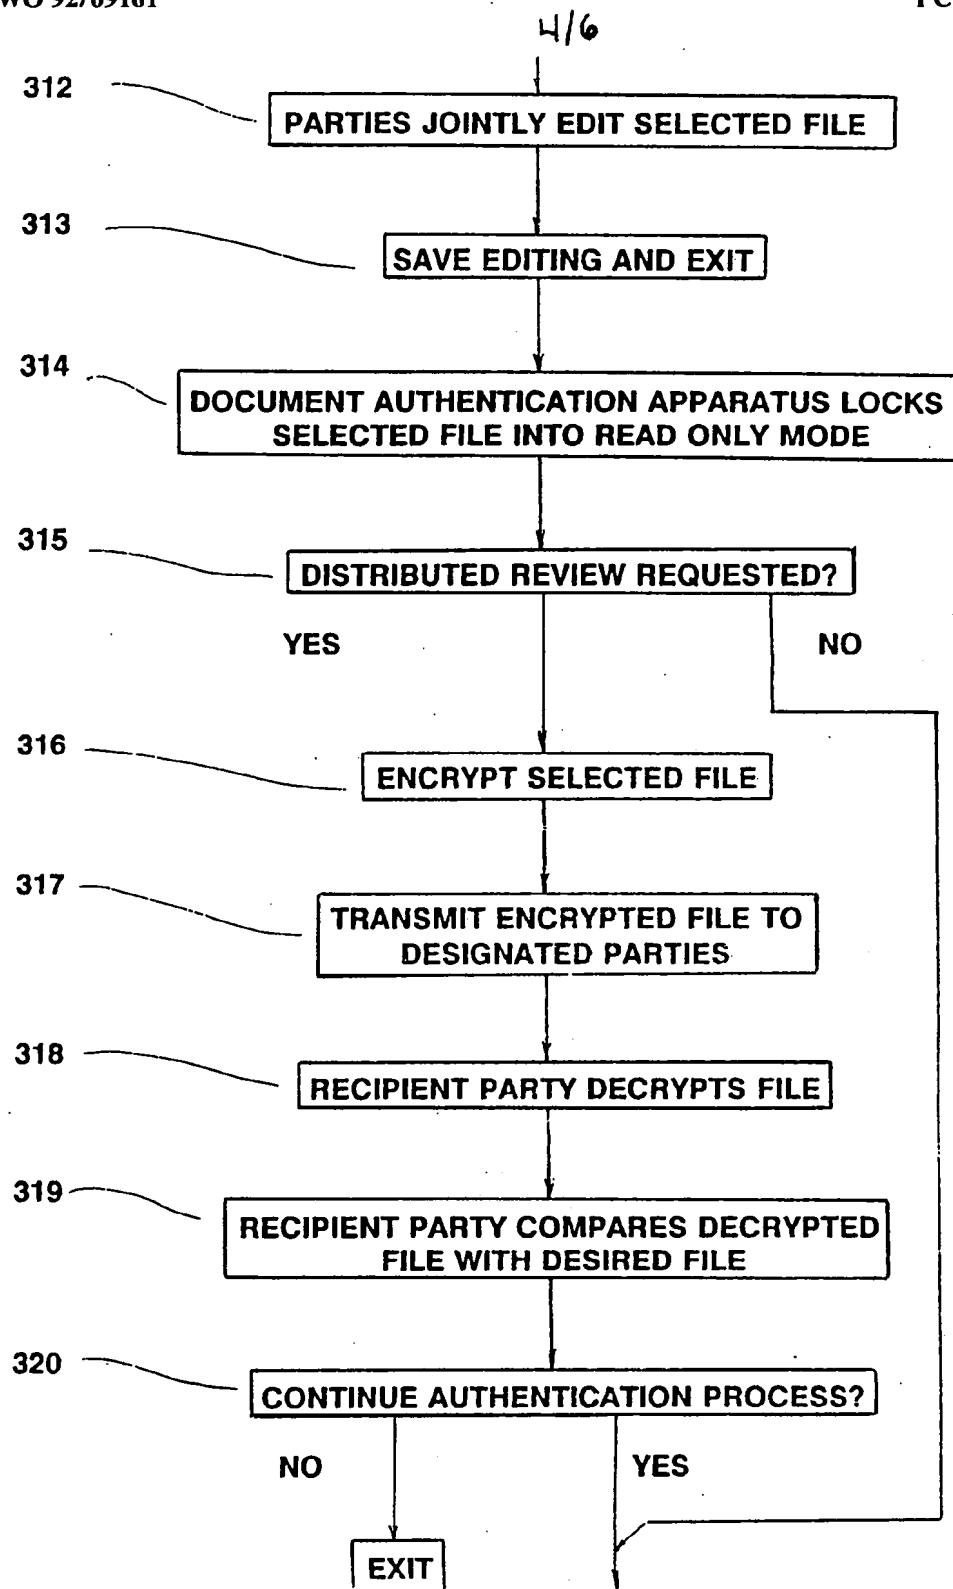 4/6
312
PARTIES JOINTLY EDIT SELECTED FILE
313
SAVE EDITING AND EXIT
314
DOCUMENT AUTHENTICATION APPARATUS LOCKS
SELECTED FILE INTO READ ONLY MODE
315
DISTRIBUTED REVIEW REQUESTED?
YES
NO
316
ENCRYPT SELECTED FILE
317
TRANSMIT ENCRYPTED FILE TO
DESIGNATED PARTIES
318
RECIPIENT PARTY DECRYPTS FILE
319
RECIPIENT PARTY COMPARES DECRYPTED
FILE WITH DESIRED FILE
320
CONTINUE AUTHENTICATION PROCESS?
NO
YES
EXIT